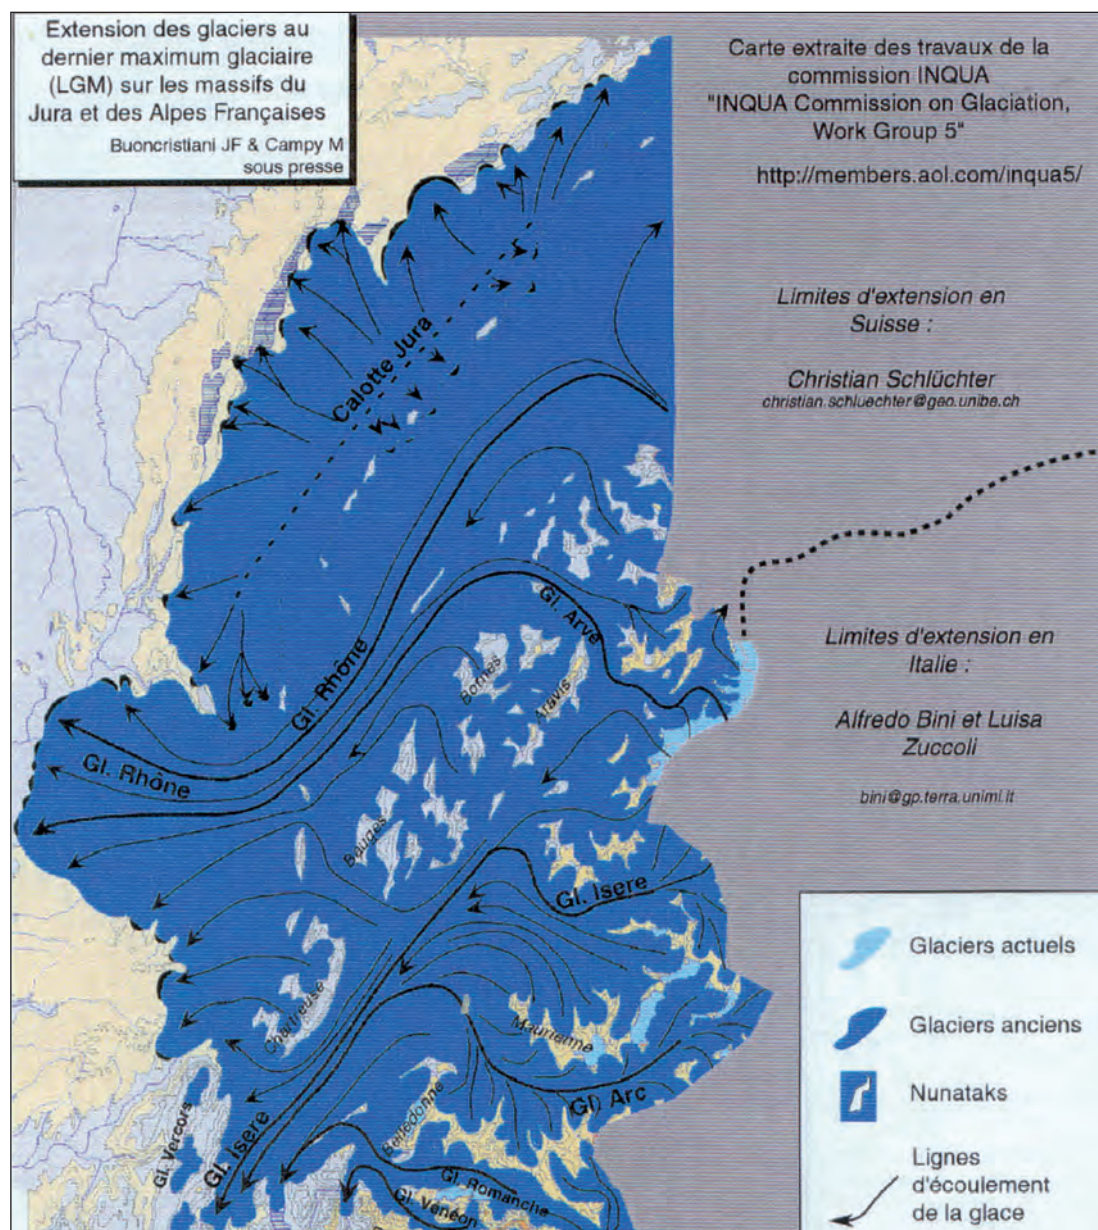 Extension des glaciers au
dernier maximum glaciaire
(LGM) sur les massifs du
Jura et des Alpes Françaises
Buoncristiani JF & Campy M
sous presse
Carte extraite des travaux de la
commission INQUA
"INQUA Commission on Glaciation,
Work Group 5"
http://members.aol.com/inqua5/
Limites d'extension en
Suisse :
Christian Schlüchter
christian.schluechter@geo.unibe.ch
Limites d'extension en
Italie :
Alfredo Bini et Luisa
Zuccoli
bini@gp.terra.unimi.it
Calotte Jura
Gl. Arve
Gl. Rhône
Bornes
Aravis
Gl. Rhône
Bauges
Gl. Isere
Chartreuse
Maurienne
Gl. Arc
Belledonne
Gl. Vercors
Gl. Isere
Gl. Romanche
Gl. Vénéon
Glaciers actuels
Glaciers anciens
Nunataks
Lignes
d'écoulement
de la glace